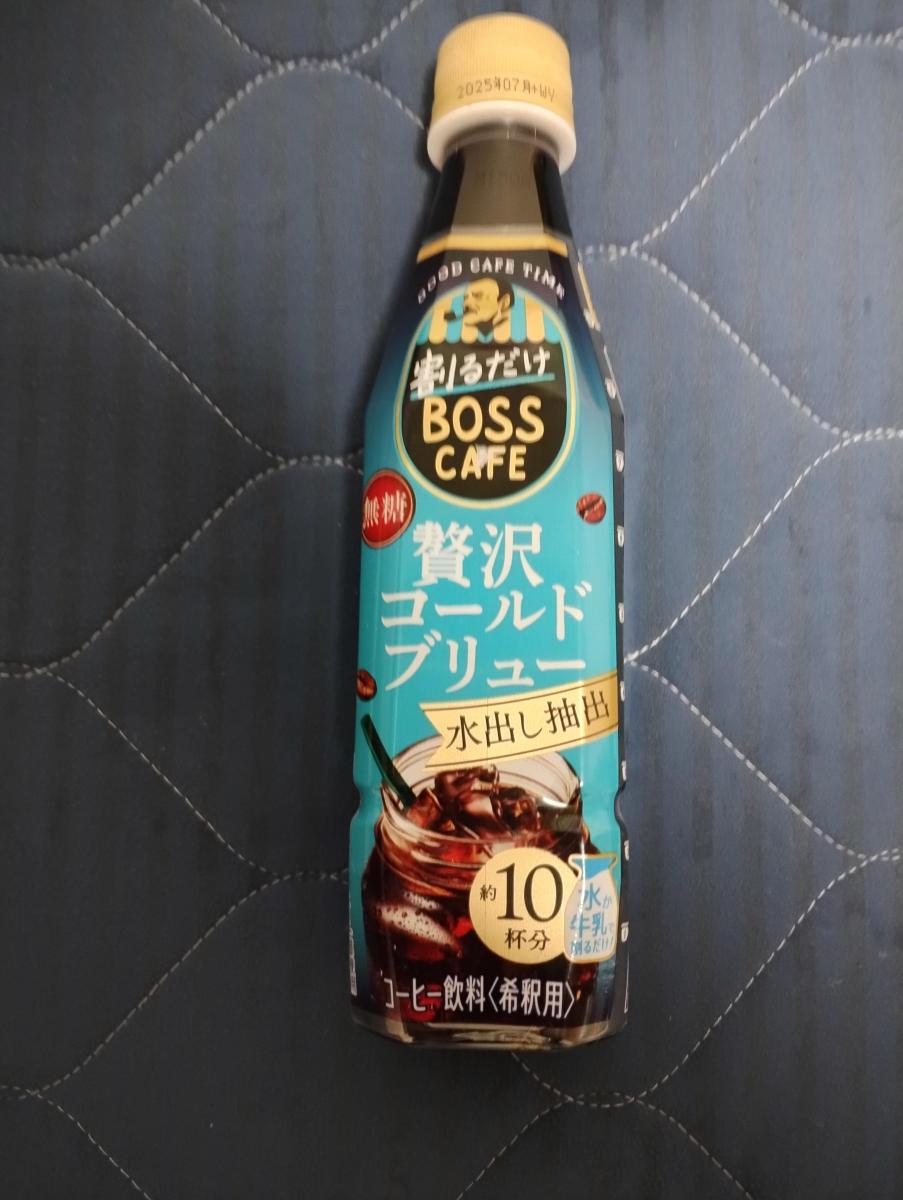 2025年07月+WY
GOOD CAFE TIME
割るだけ
BOSS
CAFE
無糖
贅沢
コールド
ブリュー
水出し抽出
約10
杯分
水か
牛乳で
割るだけ!
コーヒー飲料〈希釈用〉